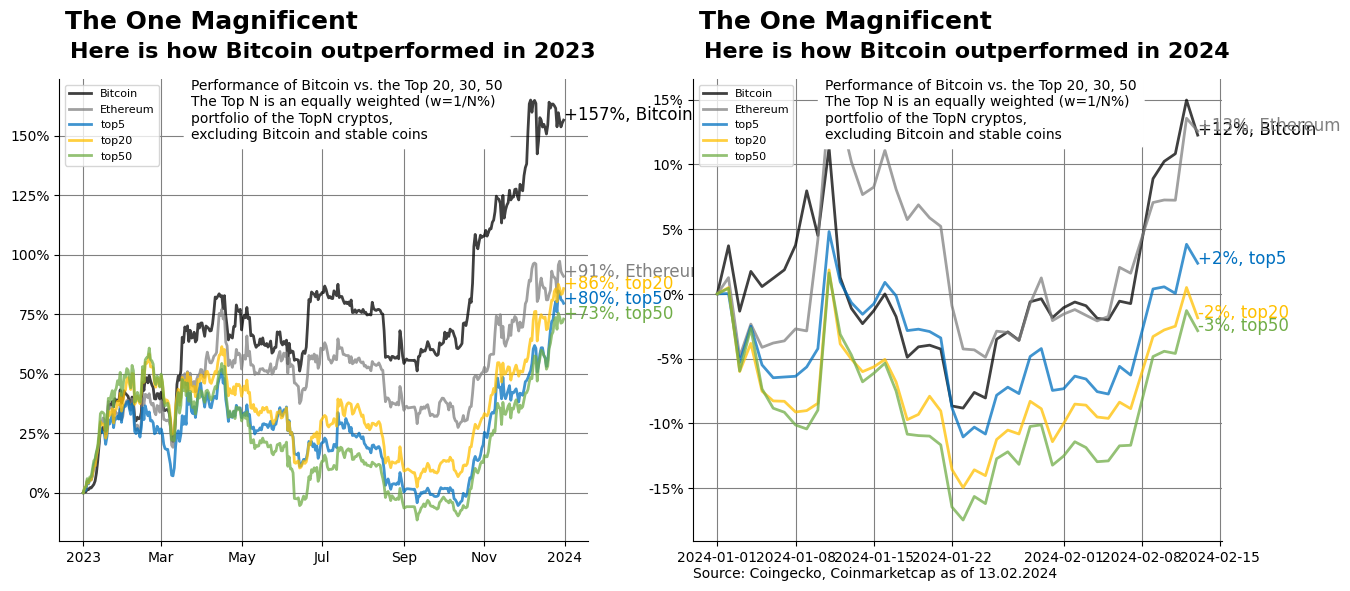 The One Magnificent
Here is how Bitcoin outperformed in 2023
Bitcoin
Ethereum
top5
top20
top50
Performance of Bitcoin vs. the Top 20, 30, 50
The Top N is an equally weighted (w=1/N%)
portfolio of the TopN cryptos,
excluding Bitcoin and stable coins
150%
125%
100%
75%
50%
25%
0%
+157%, Bitcoin
+91%, Ethereum
+86%, top20
+80%, top50
+73%, top50
2023
Mar
May
Jul
Sep
Nov
2024
The One Magnificent
Here is how Bitcoin outperformed in 2024
Bitcoin
Ethereum
top5
top20
top50
Performance of Bitcoin vs. the Top 20, 30, 50
The Top N is an equally weighted (w=1/N%)
portfolio of the TopN cryptos,
excluding Bitcoin and stable coins
15%
10%
5%
0%
-5%
-10%
-15%
Ethereum
+12%, Bitcoin
+2%, top5
-2%, top20
-3%, top50
2024-01-01
2024-01-08
2024-01-15
2024-01-22
2024-02-01
2024-02-08
2024-02-15
Source: Coingecko, Coinmarketcap as of 13.02.2024